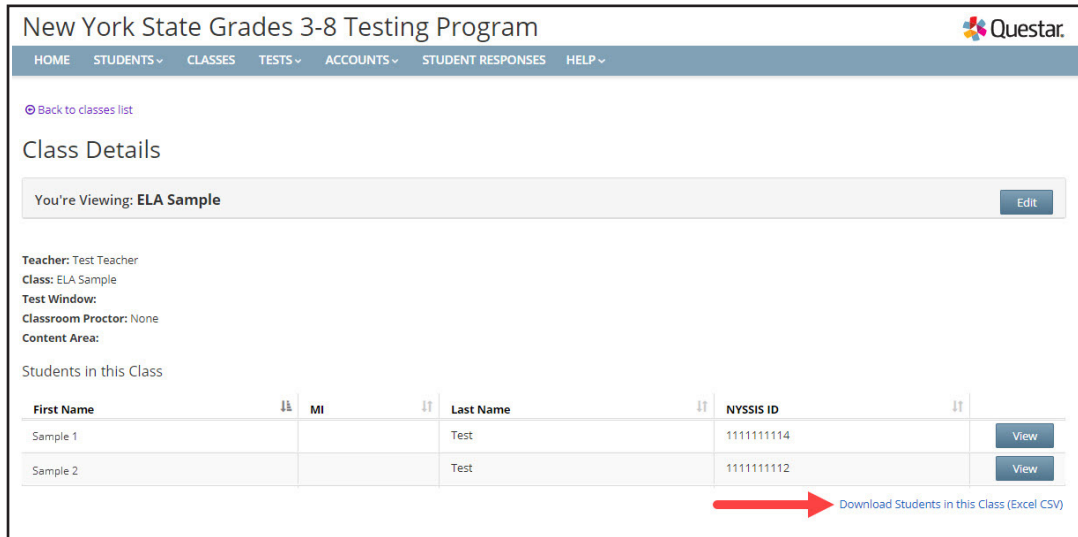 New York State Grades 3-8 Testing Program
Questar.
HOME STUDENTS CLASSES TESTS ACCOUNTS STUDENT RESPONSES HELP
Back to classes list
Class Details
You're Viewing: ELA Sample
Edit
Teacher: Test Teacher
Class: ELA Sample
Test Window:
Classroom Proctor: None
Content Area:
Students in this Class
First Name MI Last Name NYSSIS ID
Sample 1 Test 1111111114 View
Sample 2 Test 1111111112 View
Download Students in this Class (Excel CSV)